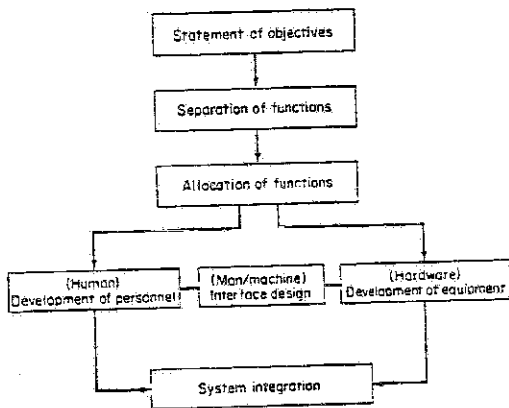 Statement of objectives
Separation of functions
Allocation of functions
(Human)
Development of personnel
(Man/machine)
Interface design
(Hardware)
Development of equipment
System integration